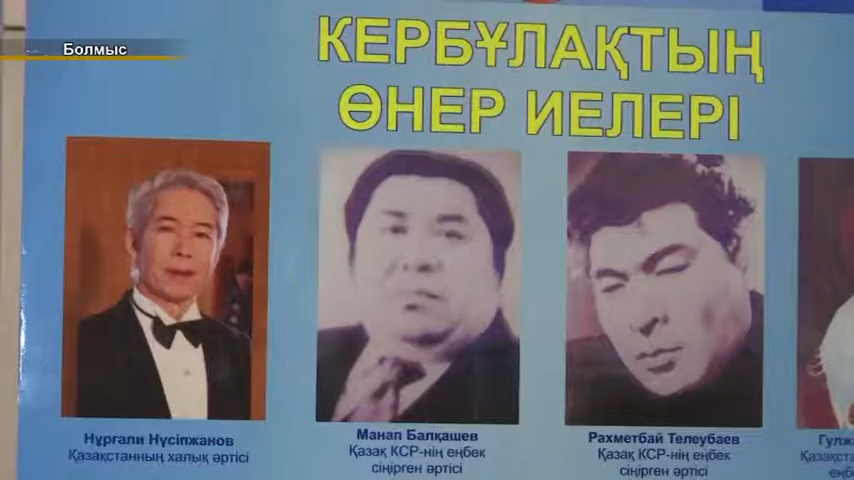 Болмыс
КЕРБҰЛАҚТЫҢ
ӨНЕР ИЕЛЕРІ
Нұрғали Нүсіпжанов
Қазақстанның халық әртісі
Манап Балқашев
Қазақ КСР-нің еңбек
сіңірген әртісі
Рахметбай Телеубаев
Қазақ КСР-нің еңбек
сіңірген әртісі